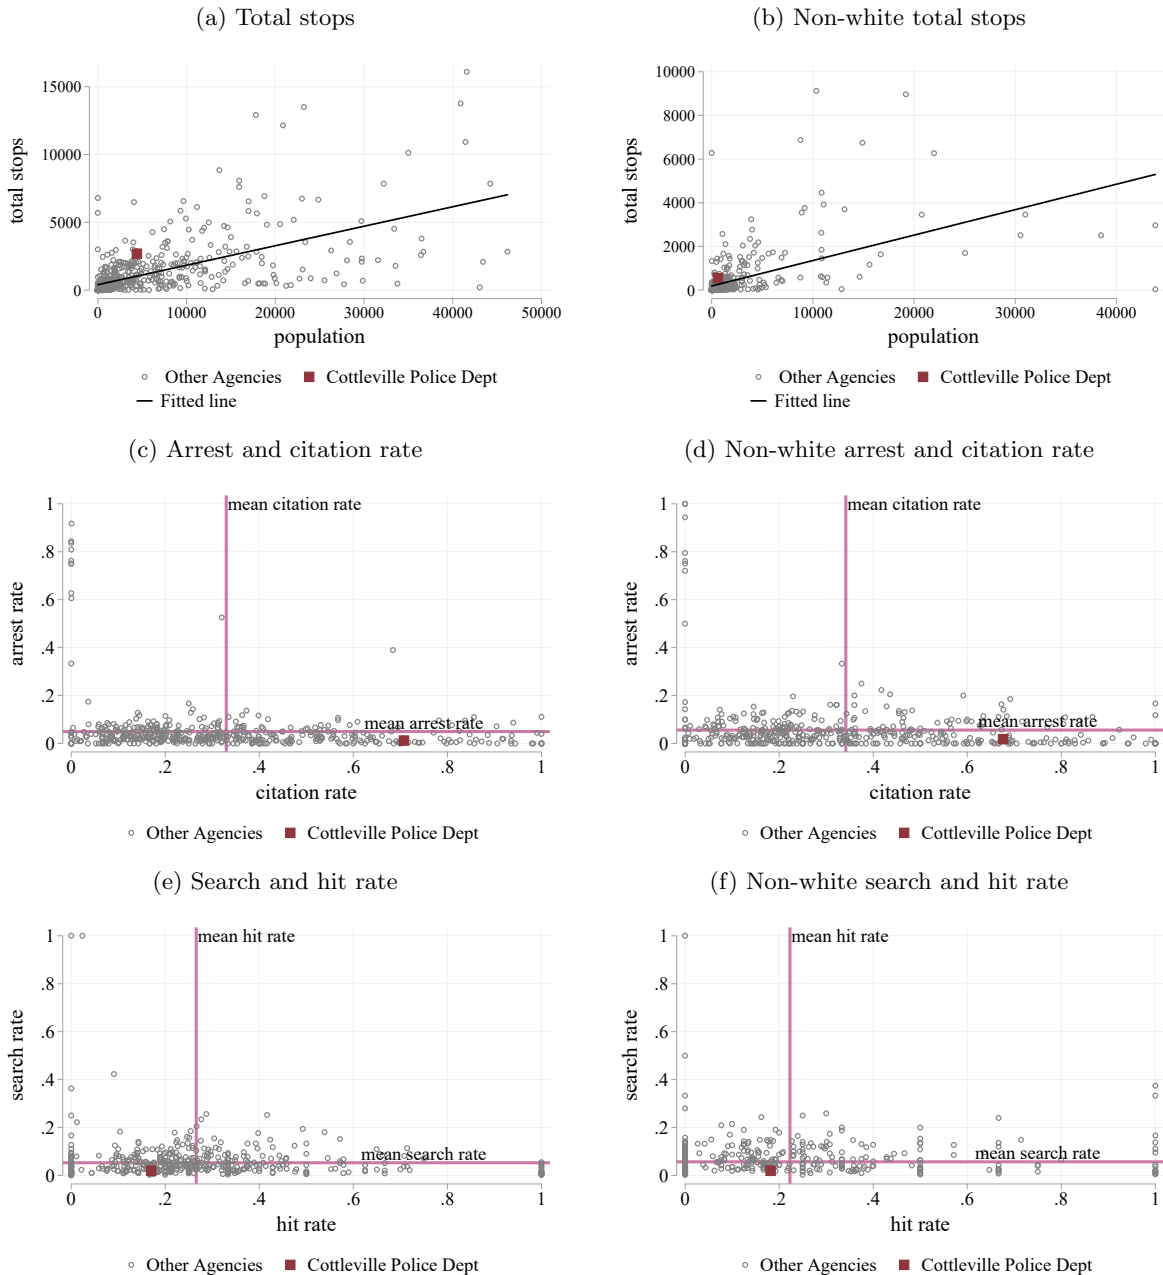 (a) Total stops
(b) Non-white total stops
total stops
15000
10000
5000
0
0 10000 20000 30000 40000 50000
population
Other Agencies Cottleville Police Dept
Fitted line
total stops
10000
8000
6000
4000
2000
0
0 10000 20000 30000 40000
population
Other Agencies Cottleville Police Dept
Fitted line
(c) Arrest and citation rate
(d) Non-white arrest and citation rate
arrest rate
1
.8
.6
.4
.2
0
mean citation rate
mean arrest rate
0 .2 .4 .6 .8 1
citation rate
Other Agencies Cottleville Police Dept
arrest rate
1
.8
.6
.4
.2
0
mean citation rate
mean arrest rate
0 .2 .4 .6 .8 1
citation rate
Other Agencies Cottleville Police Dept
(e) Search and hit rate
(f) Non-white search and hit rate
search rate
1
.8
.6
.4
.2
0
mean hit rate
mean search rate
0 .2 .4 .6 .8 1
hit rate
Other Agencies Cottleville Police Dept
search rate
1
.8
.6
.4
.2
0
mean hit rate
mean search rate
0 .2 .4 .6 .8 1
hit rate
Other Agencies Cottleville Police Dept